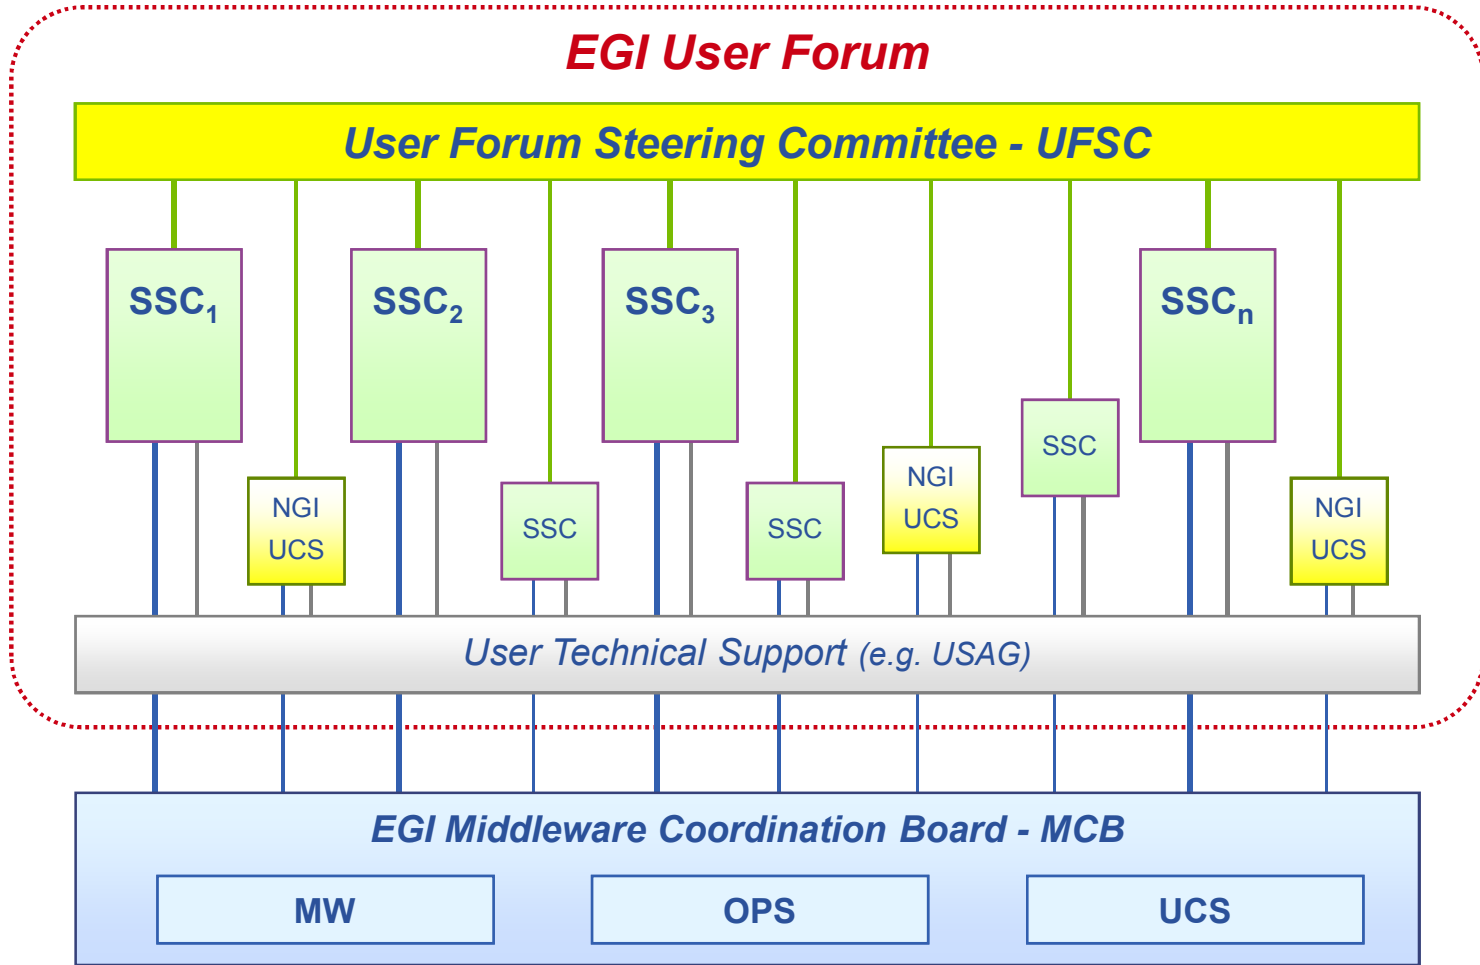 EGI User Forum
User Forum Steering Committee - UFSC
SSC1
SSC2
SSC3
SSCn
SSC
NGI
UCS
NGI
UCS
SSC
SSC
NGI
UCS
User Technical Support (e.g. USAG)
EGI Middleware Coordination Board - MCB
MW
OPS
UCS